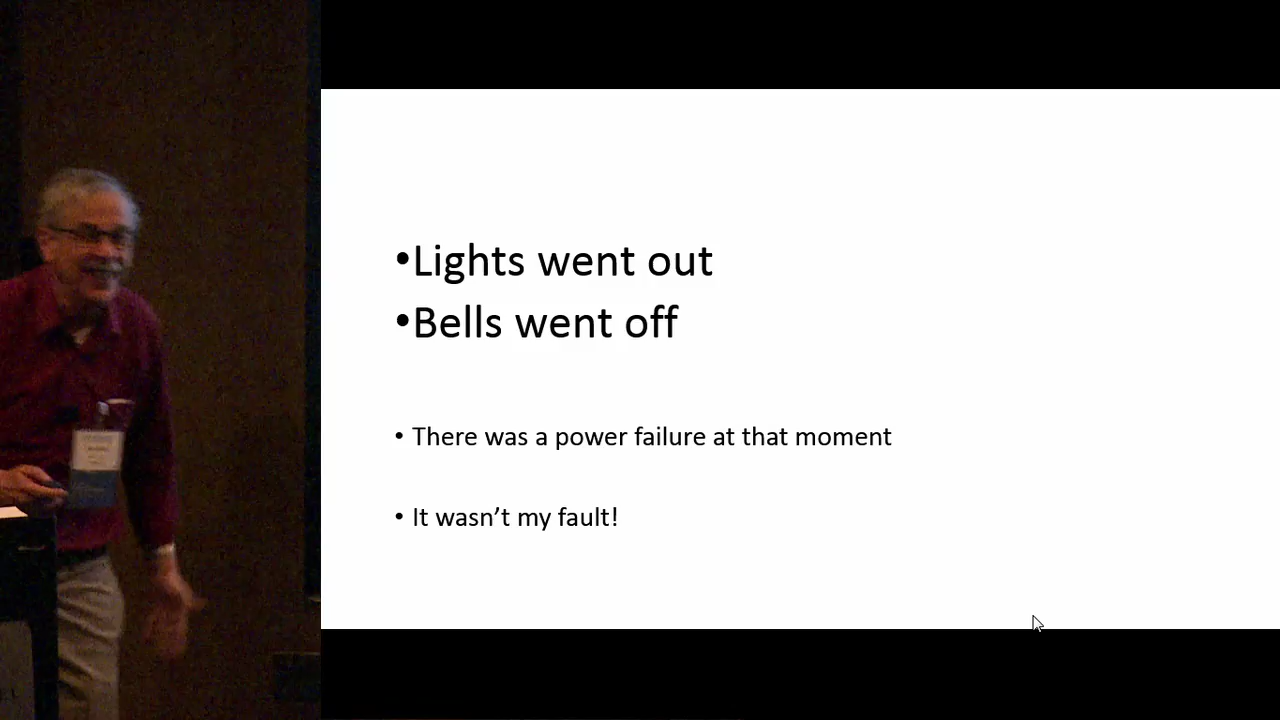 •Lights went out
•Bells went off
• There was a power failure at that moment
• It wasn't my fault!